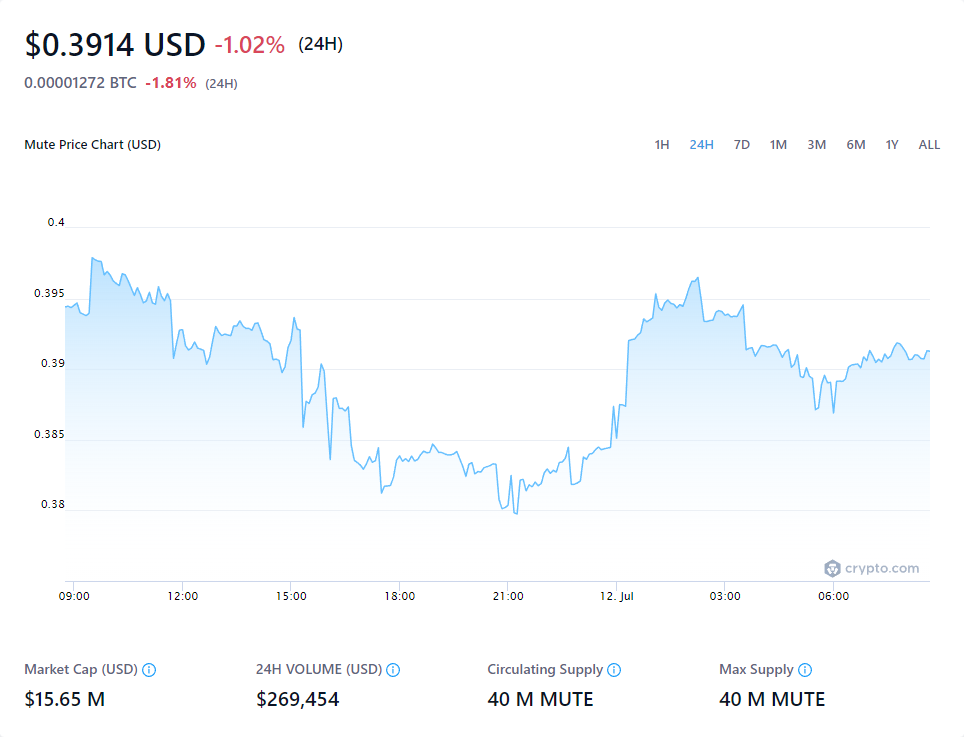 $0.3914 USD -1.02% (24H)
0.00001272 BTC -1.81% (24H)
Mute Price Chart (USD) 1H 24H 7D 1M 3M 6M 1Y ALL
0.4
0.395
0.39
0.385
0.38
crypto.com
09:00 12:00 15:00 18:00 21:00 12. Jul 03:00 06:00
Market Cap (USD) 24H VOLUME (USD) Circulating Supply Max Supply
$15.65 M $269,454 40 M MUTE 40 M MUTE